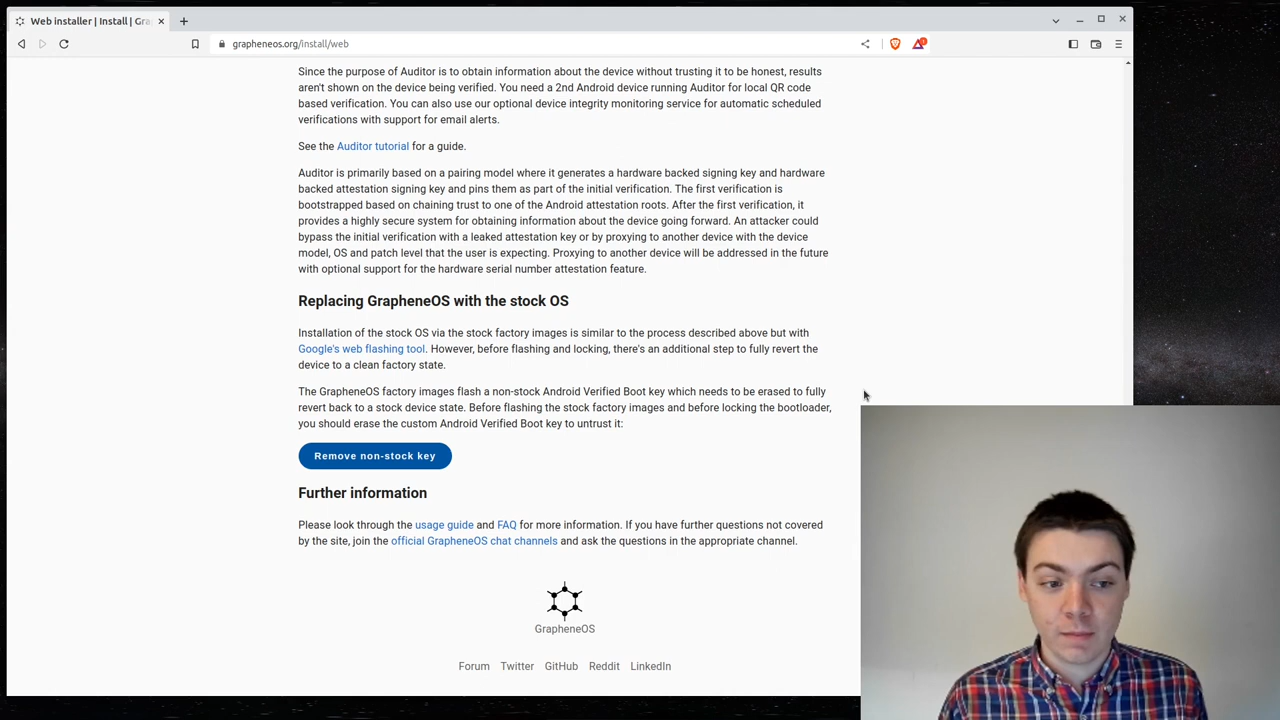 Web installer | Install | Gra
grapheneos.org/install/web
Since the purpose of Auditor is to obtain information about the device without trusting it to be honest, results
aren't shown on the device being verified. You need a 2nd Android device running Auditor for local QR code
based verification. You can also use our optional device integrity monitoring service for automatic scheduled
verifications with support for email alerts.
See the Auditor tutorial for a guide.
Auditor is primarily based on a pairing model where it generates a hardware backed signing key and hardware
backed attestation signing key and pins them as part of the initial verification. The first verification is
bootstrapped based on chaining trust to one of the Android attestation roots. After the first verification, it
provides a highly secure system for obtaining information about the device going forward. An attacker could
bypass the initial verification with a leaked attestation key or by proxying to another device with the device
model, OS and patch level that the user is expecting. Proxying to another device will be addressed in the future
with optional support for the hardware serial number attestation feature.
Replacing GrapheneOS with the stock OS
Installation of the stock OS via the stock factory images is similar to the process described above but with
Google's web flashing tool. However, before flashing and locking, there's an additional step to fully revert the
device to a clean factory state.
The GrapheneOS factory images flash a non-stock Android Verified Boot key which needs to be erased to fully
revert back to a stock device state. Before flashing the stock factory images and before locking the bootloader,
you should erase the custom Android Verified Boot key to untrust it:
Remove non-stock key
Further information
Please look through the usage guide and FAQ for more information. If you have further questions not covered
by the site, join the official GrapheneOS chat channels and ask the questions in the appropriate channel.
GrapheneOS
Forum Twitter GitHub Reddit LinkedIn